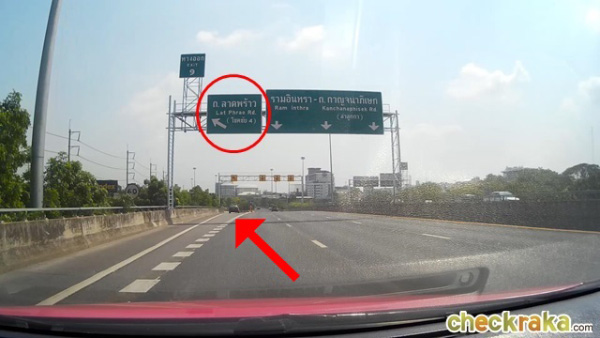 ทางออก
9
ถ.ลาดพร้าว
Lat Phrao Rd.
รามอินทรา - ถ.กาญจนาภิเษก
Ram Inthra Kanchanaphisek Rd.
checkraka.com